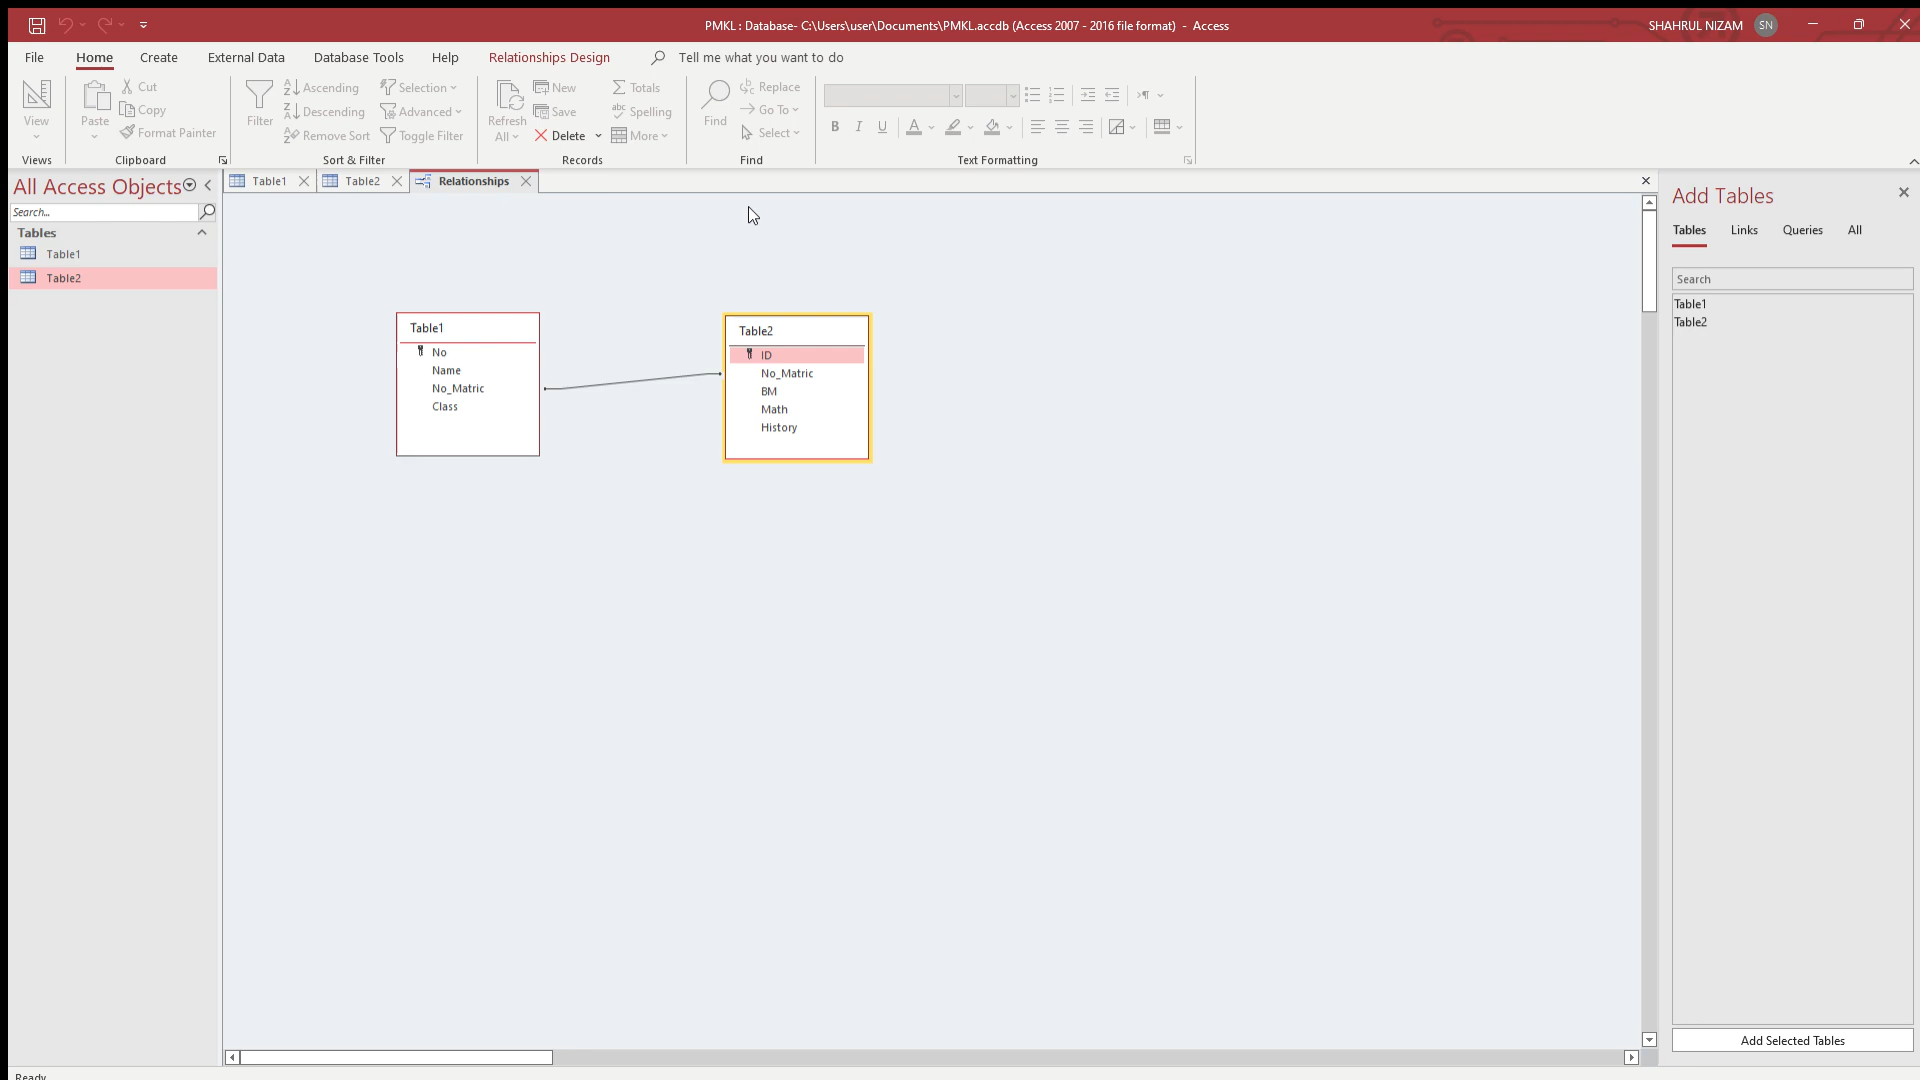 PMKL : Database- C:\Users\user\Documents\PMKL.accdb (Access 2007 - 2016 file format) - Access
SHAHRUL NIZAM SN
File Home Create External Data Database Tools Help Relationships Design Tell me what you want to do
View
Views
Paste
Cut
Copy
Format Painter
Clipboard
Filter
Ascending
Descending
Remove Sort
Selection
Advanced
Toggle Filter
Sort & Filter
Refresh
All
New
Save
Delete
Totals
Spelling
More
Records
Find
Replace
Go To
Select
Find
B I U
Text Formatting
All Access Objects
Search...
Tables
Table1
Table2
Table1 Table2 Relationships
Table1
No
Name
No_Matric
Class
Table2
ID
No_Matric
BM
Math
History
Add Tables
Tables Links Queries All
Search
Table1
Table2
Add Selected Tables
Ready